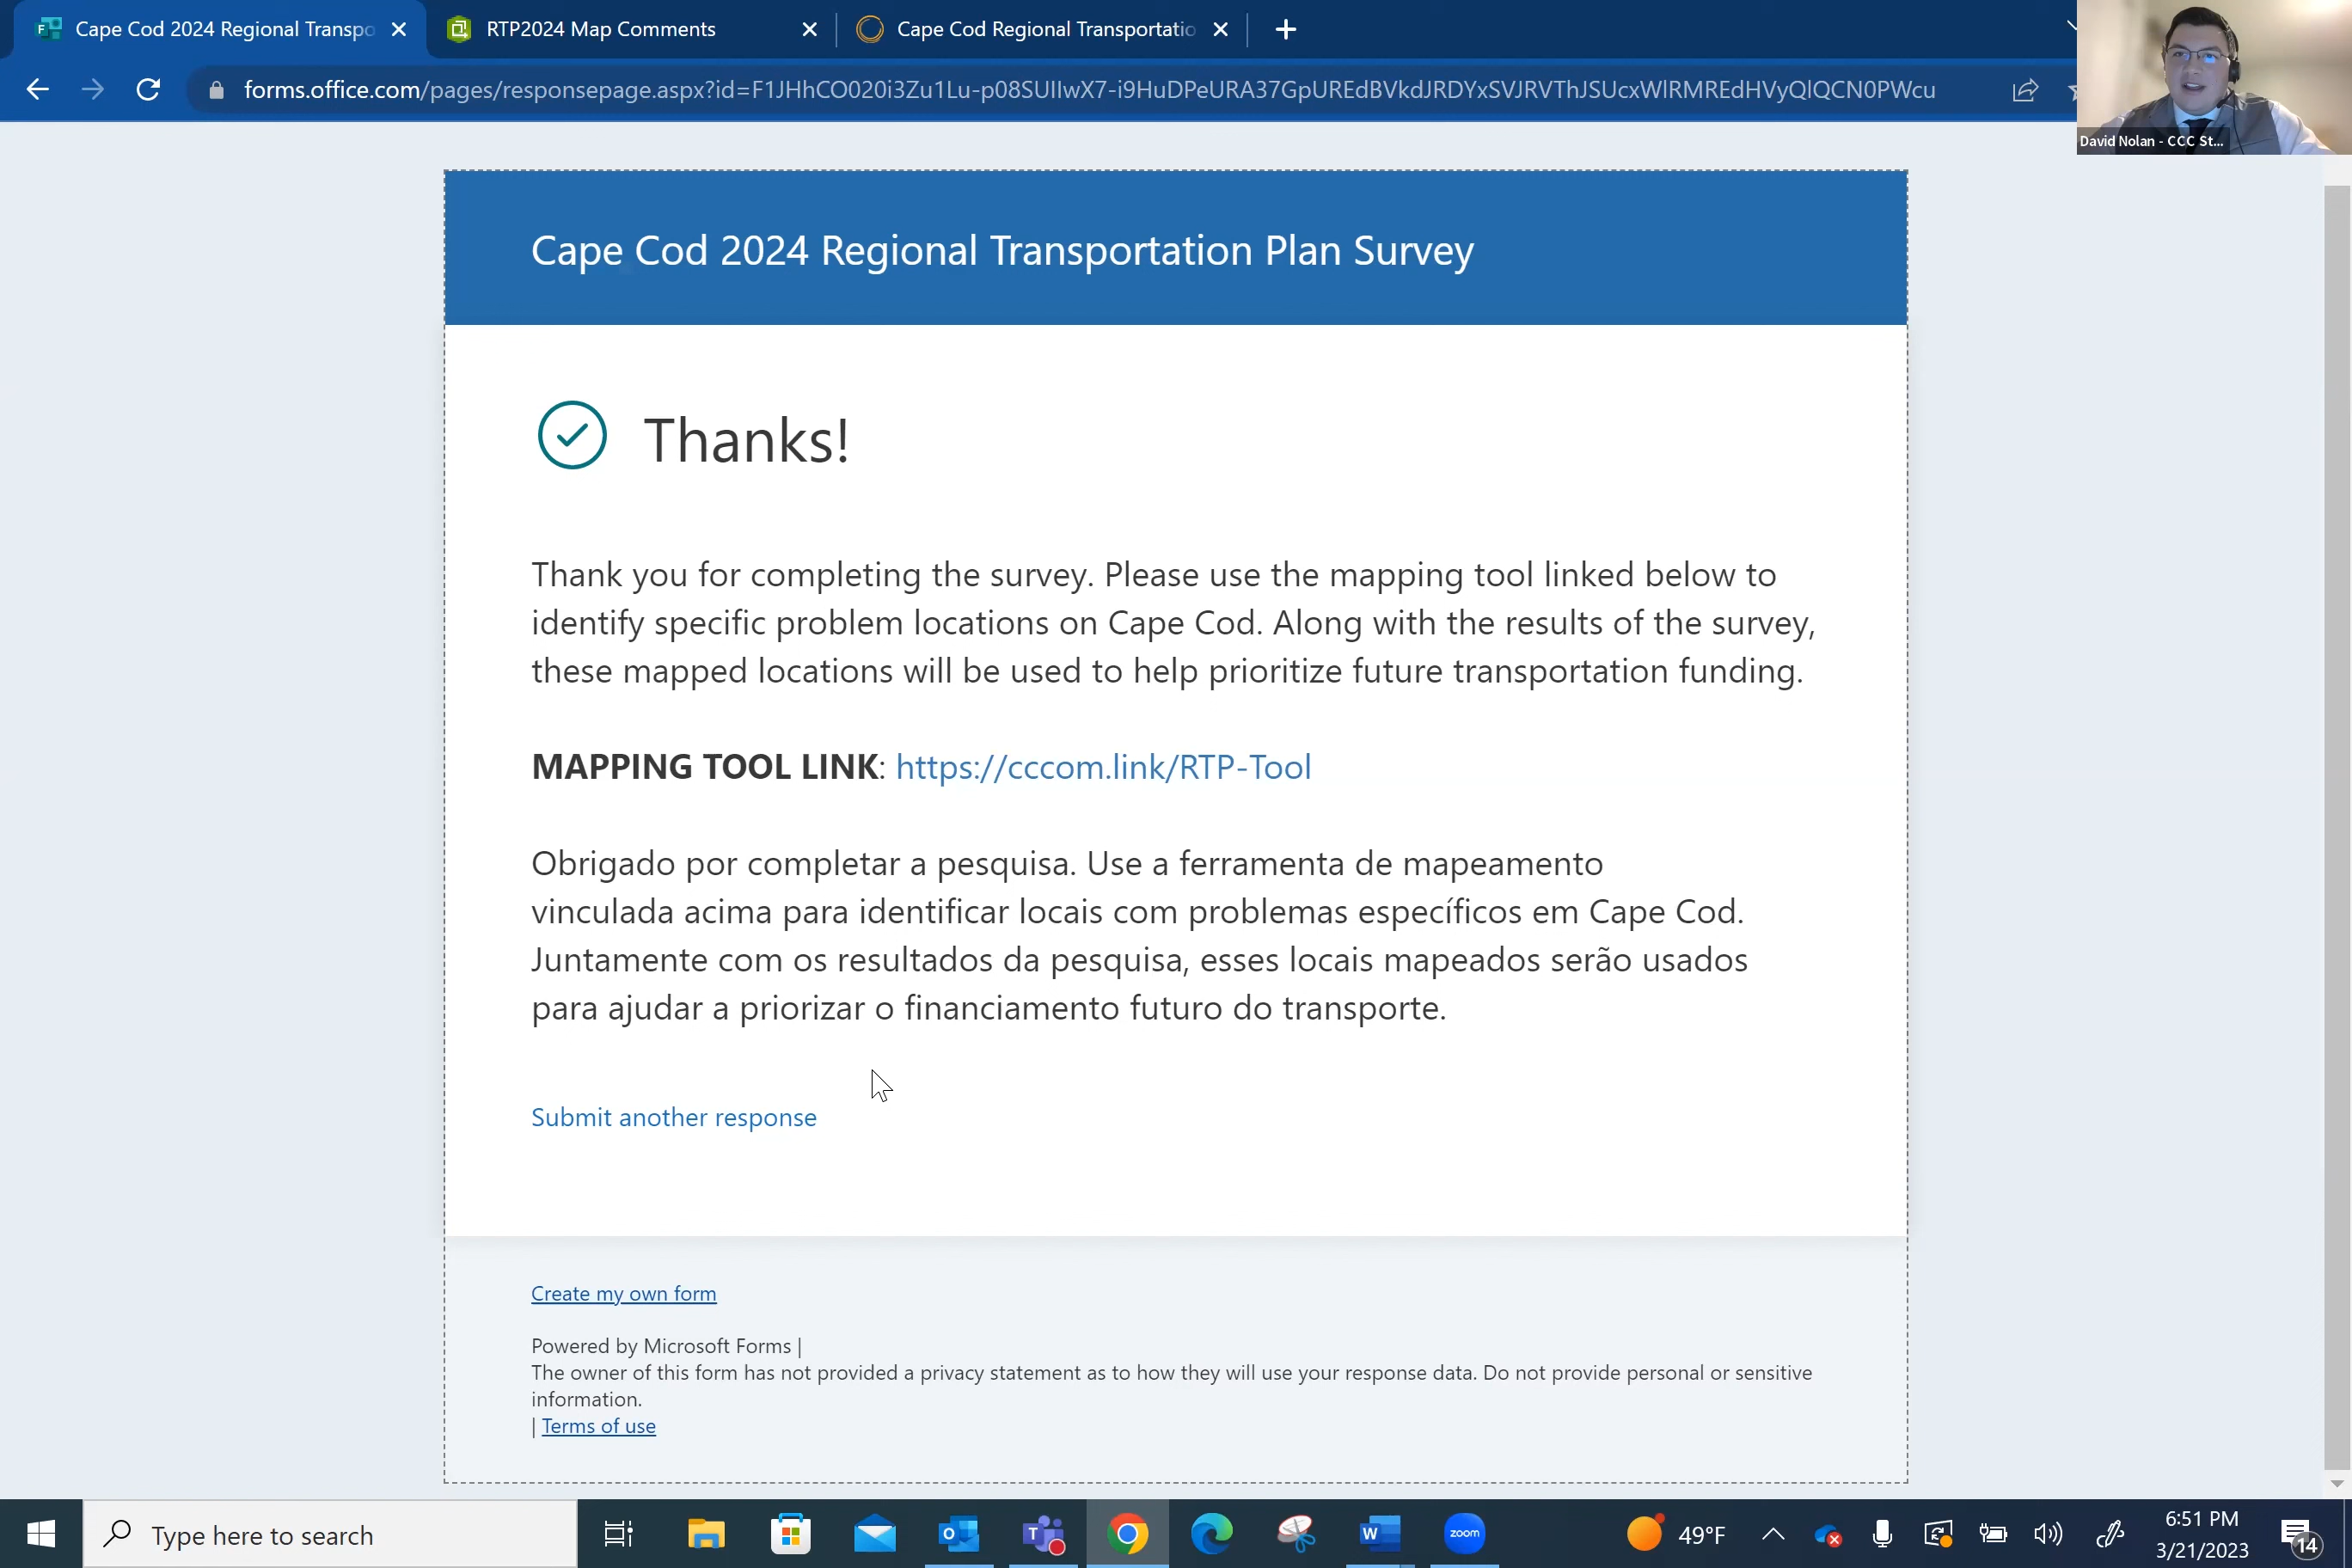 Cape Cod 2024 Regional Transpo
RTP2024 Map Comments
Cape Cod Regional Transportatio
forms.office.com/pages/responsepage.aspx?id=F1JHhCO020i3Zu1Lu-p08SUIIwX7-i9HuDPeURA37GpUREdBVkdJRDYxSVJRVThJSUcxWlRMREdHVyQlQCN0PWcu
David Nolan - CCC St...
Cape Cod 2024 Regional Transportation Plan Survey
Thanks!
Thank you for completing the survey. Please use the mapping tool linked below to
identify specific problem locations on Cape Cod. Along with the results of the survey,
these mapped locations will be used to help prioritize future transportation funding.
MAPPING TOOL LINK: https://cccom.link/RTP-Tool
Obrigado por completar a pesquisa. Use a ferramenta de mapeamento
vinculada acima para identificar locais com problemas específicos em Cape Cod.
Juntamente com os resultados da pesquisa, esses locais mapeados serão usados
para ajudar a priorizar o financiamento futuro do transporte.
Submit another response
Create my own form
Powered by Microsoft Forms |
The owner of this form has not provided a privacy statement as to how they will use your response data. Do not provide personal or sensitive
information.
| Terms of use
Type here to search
zoom
49°F
6:51 PM
3/21/2023
14